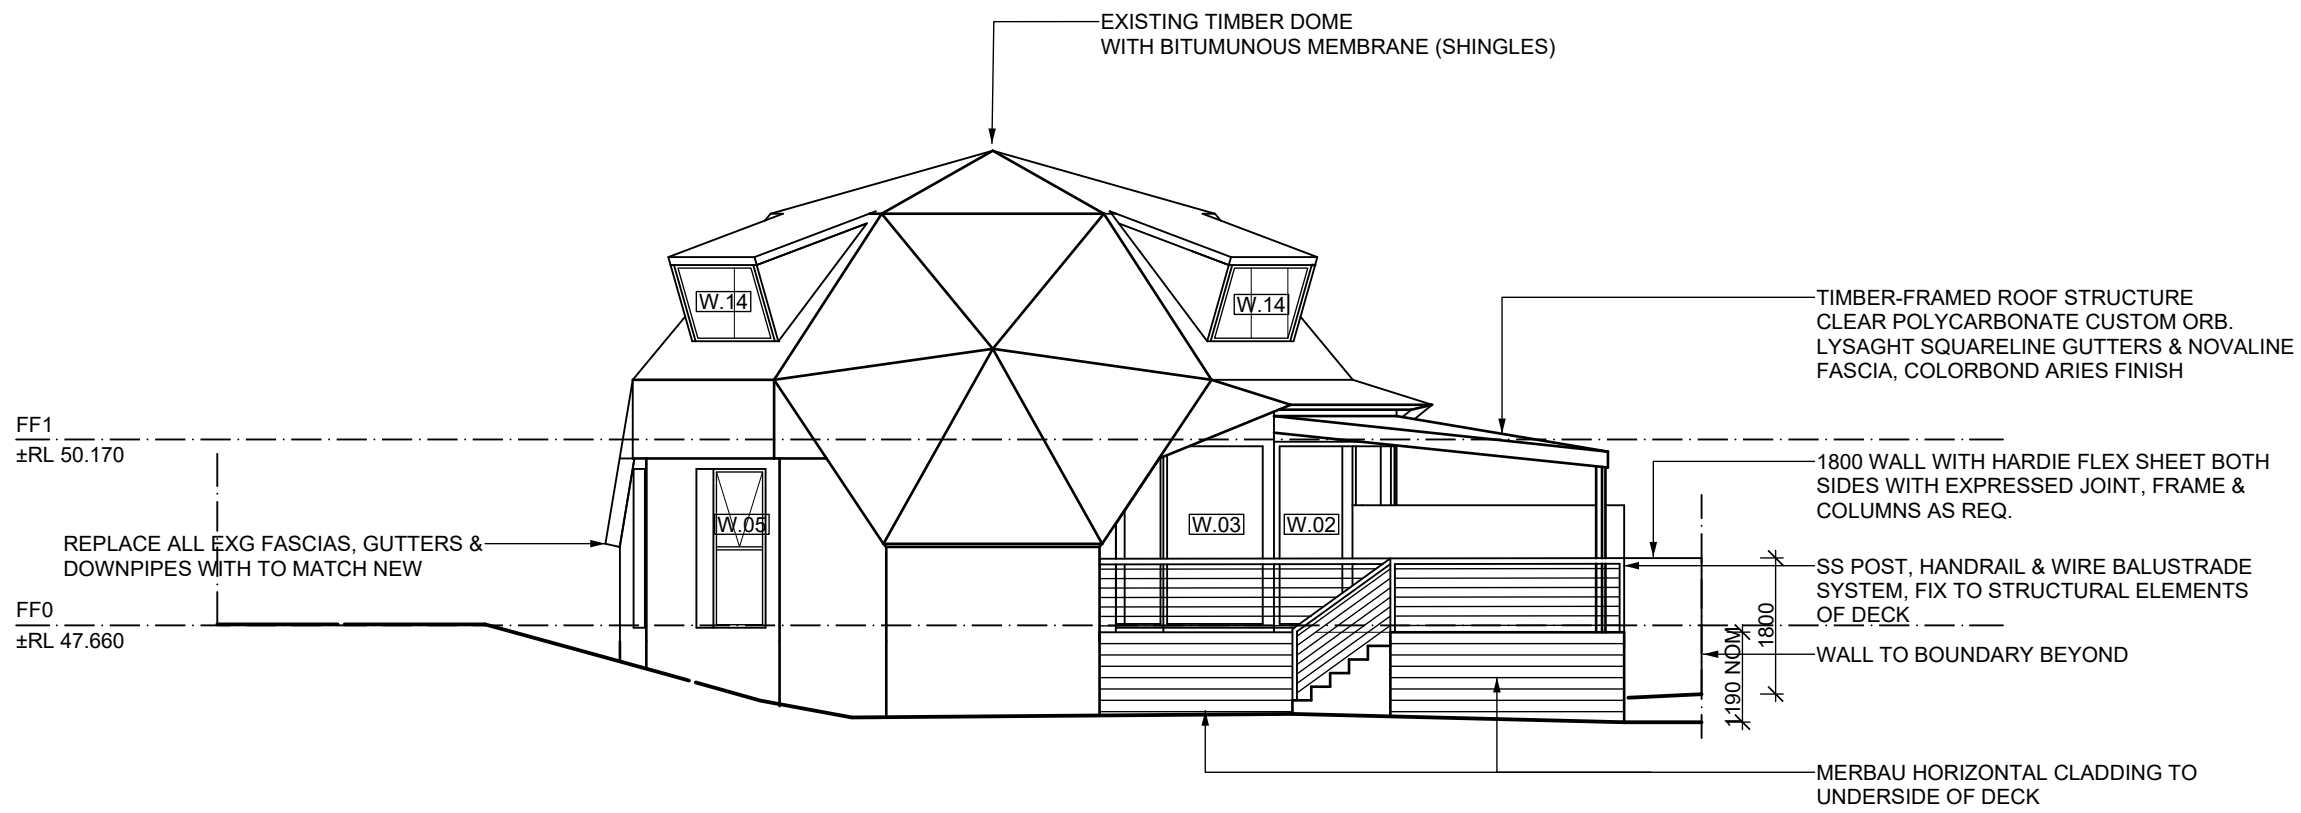 EXISTING TIMBER DOME
WITH BITUMUNOUS MEMBRANE (SHINGLES)
W.14
W.14
TIMBER-FRAMED ROOF STRUCTURE
CLEAR POLYCARBONATE CUSTOM ORB.
LYSAGHT SQUARELINE GUTTERS & NOVALINE
FASCIA, COLORBOND ARIES FINISH
FF1
±RL 50.170
1800 WALL WITH HARDIE FLEX SHEET BOTH
SIDES WITH EXPRESSED JOINT, FRAME &
COLUMNS AS REQ.
W.05
W.03
W.02
REPLACE ALL EXG FASCIAS, GUTTERS &
DOWNPIPES WITH TO MATCH NEW
SS POST, HANDRAIL & WIRE BALUSTRADE
SYSTEM, FIX TO STRUCTURAL ELEMENTS
OF DECK
FF0
±RL 47.660
1190 NOM
1800
WALL TO BOUNDARY BEYOND
MERBAU HORIZONTAL CLADDING TO
UNDERSIDE OF DECK